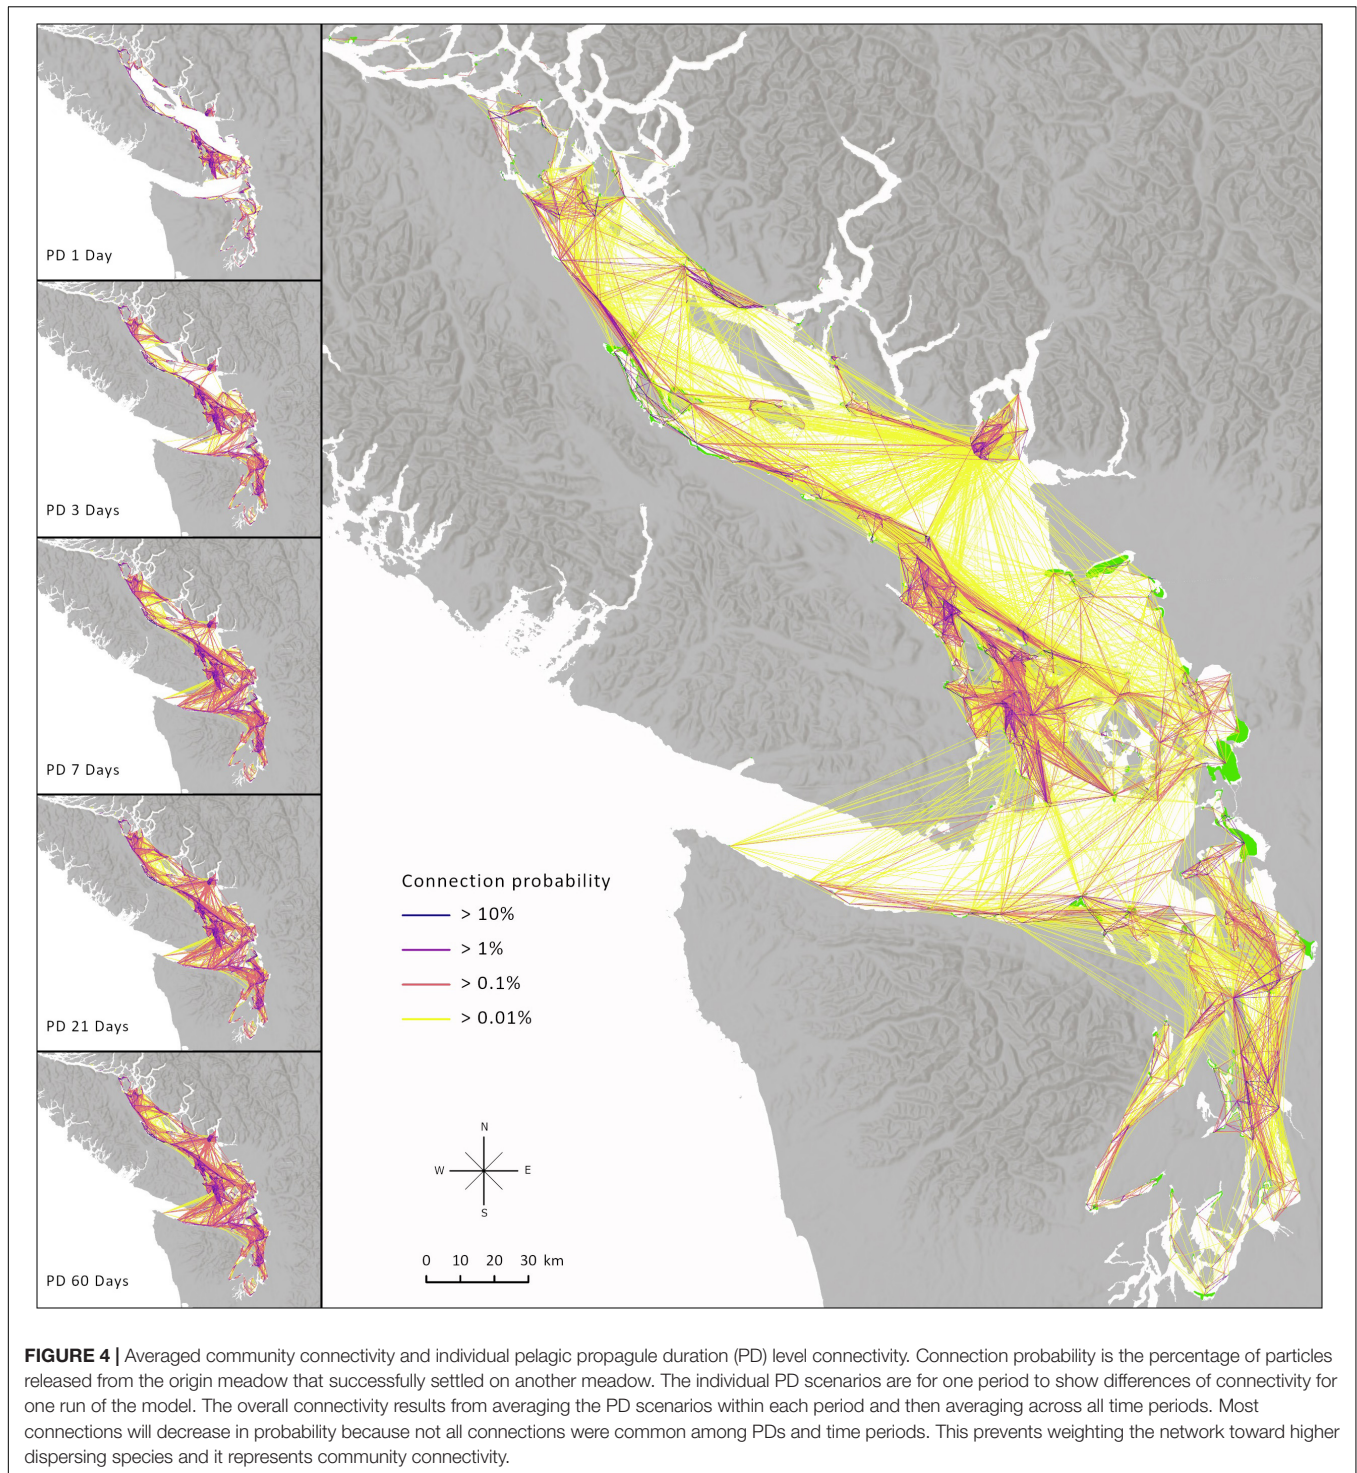 PD 1 Day
PD 3 Days
PD 7 Days
PD 21 Days
PD 60 Days
Connection probability
> 10%
> 1%
> 0.1%
> 0.01%
N
W E
S
0 10 20 30 km
FIGURE 4 | Averaged community connectivity and individual pelagic propagule duration (PD) level connectivity. Connection probability is the percentage of particles
released from the origin meadow that successfully settled on another meadow. The individual PD scenarios are for one period to show differences of connectivity for
one run of the model. The overall connectivity results from averaging the PD scenarios within each period and then averaging across all time periods. Most
connections will decrease in probability because not all connections were common among PDs and time periods. This prevents weighting the network toward higher
dispersing species and it represents community connectivity.